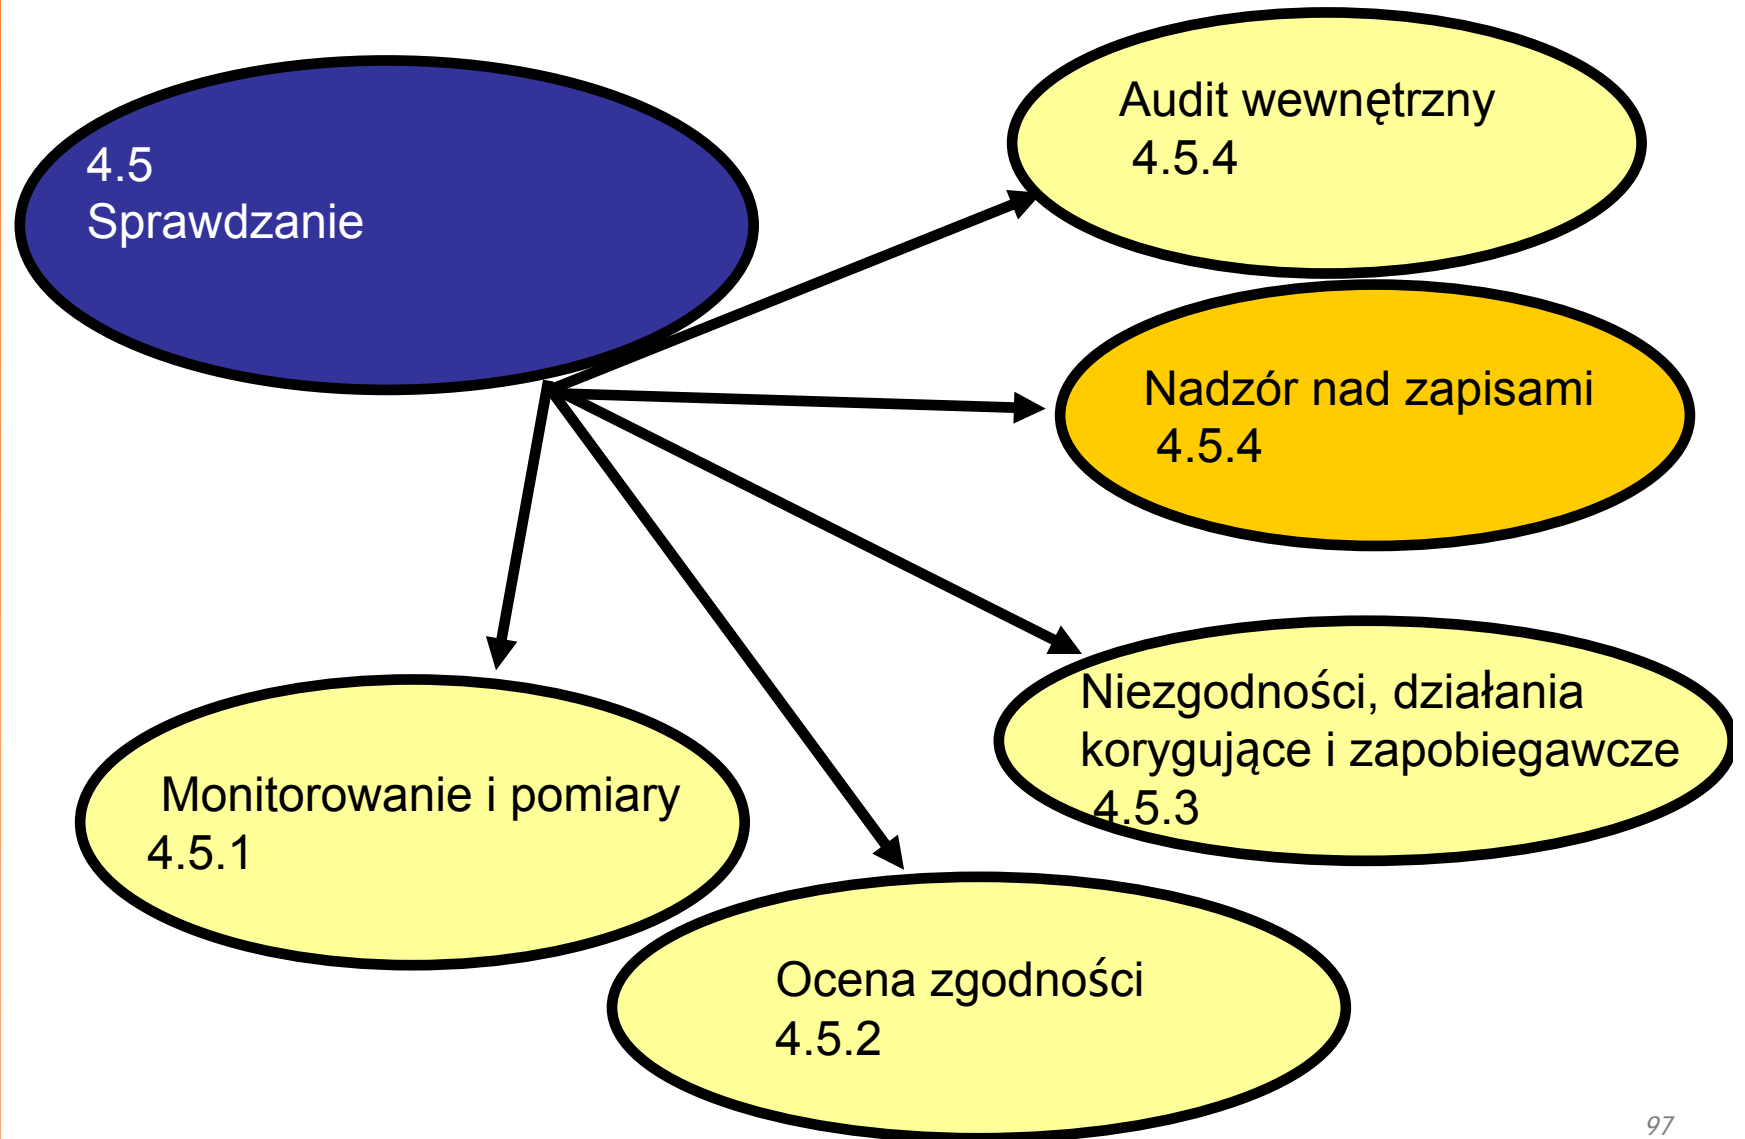 4.5
Sprawdzanie
Audit wewnętrzny
4.5.4
Nadzór nad zapisami
4.5.4
Niezgodności, działania
korygujące i zapobiegawcze
4.5.3
Monitorowanie i pomiary
4.5.1
Ocena zgodności
4.5.2
97